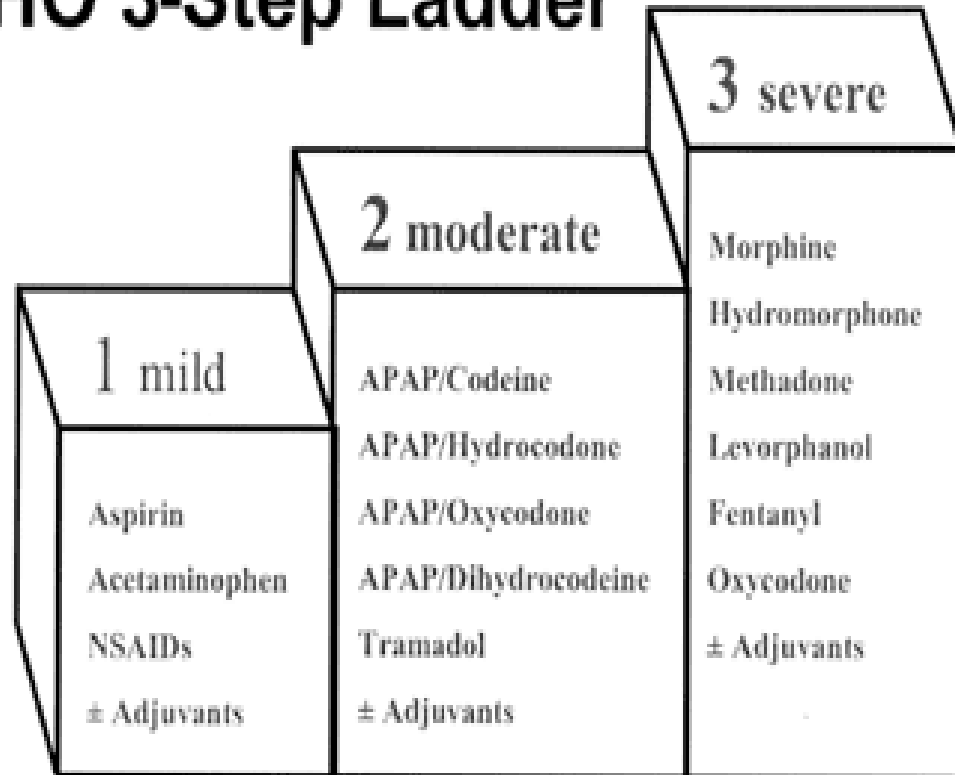 HO 3-Step Ladder
1 mild
Aspirin
Acetaminophen
NSAIDs
± Adjuvants
2 moderate
APAP/Codeine
APAP/Hydrocodone
APAP/Oxycodone
APAP/Dihydrocodeine
Tramadol
± Adjuvants
3 severe
Morphine
Hydromorphone
Methadone
Levorphanol
Fentanyl
Oxycodone
± Adjuvants